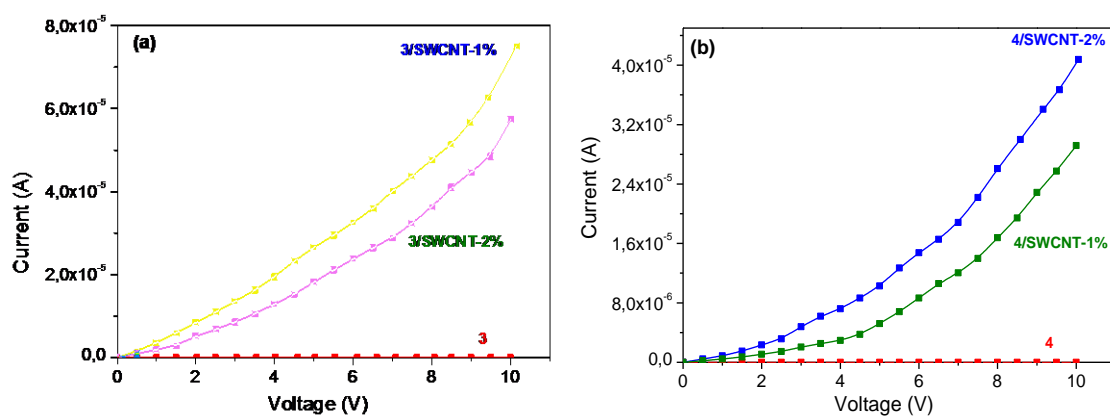 (a)
3/SWCNT-1%
3/SWCNT-2%
3
8,0x10⁻⁵
6,0x10⁻⁵
4,0x10⁻⁵
2,0x10⁻⁵
0,0
Current (A)
0 2 4 6 8 10
Voltage (V)
(b)
4/SWCNT-2%
4/SWCNT-1%
4
4,0x10⁻⁵
3,2x10⁻⁵
2,4x10⁻⁵
1,6x10⁻⁵
8,0x10⁻⁶
0,0
Current (A)
0 2 4 6 8 10
Voltage (V)